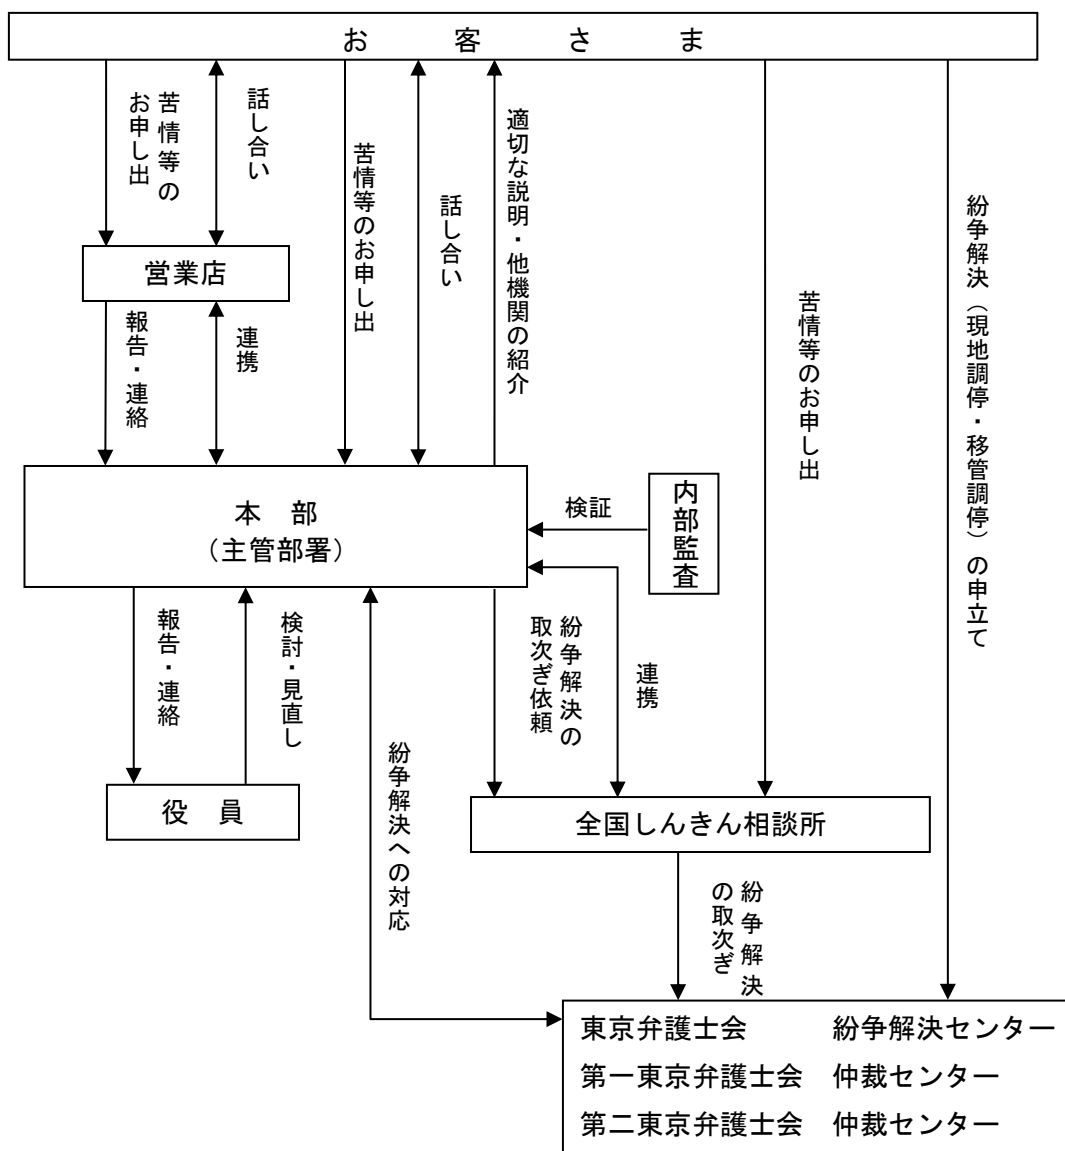 お客さま
苦情等の
お申し出
話し合い
苦情等のお申し出
話し合い
適切な説明・他機関の紹介
苦情等のお申し出
紛争解決（現地調停・移管調停）の申立て
営業店
報告・連絡
連携
本 部
（主管部署）
検証
内部監査
報告・連絡
検討・見直し
紛争解決への対応
紛争解決の
取次ぎ依頼
連携
役 員
全国しんきん相談所
紛争解決
の取次ぎ
東京弁護士会 紛争解決センター
第一東京弁護士会 仲裁センター
第二東京弁護士会 仲裁センター